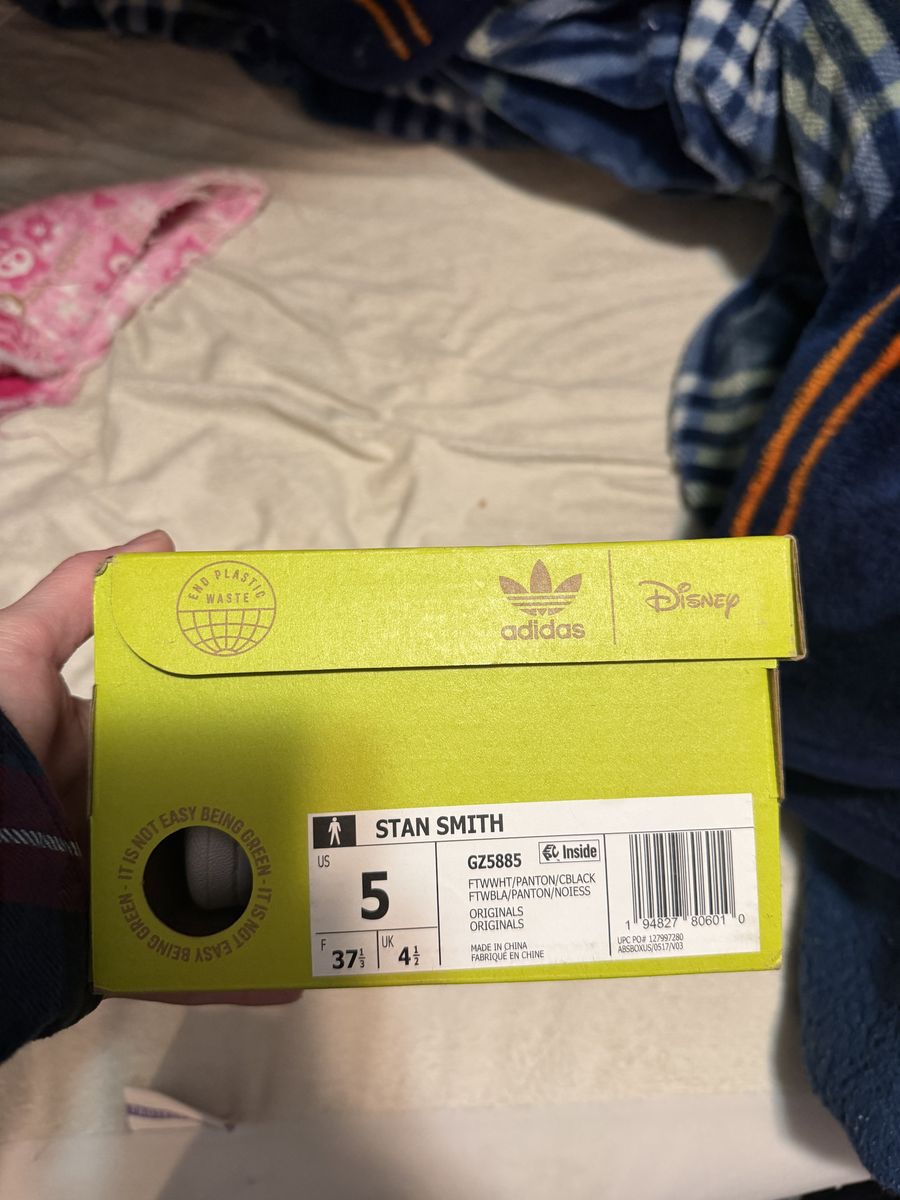 END PLASTIC
WASTE
adidas
Disney
IT IS NOT EASY BEING GREEN - IT IS NOT EASY BEING GREEN -
STAN SMITH
US
5
F
37⅓
UK
4½
GZ5885
Inside
FTWWHT/PANTON/CBLACK
FTWBLA/PANTON/NOIESS
ORIGINALS
ORIGINALS
MADE IN CHINA
FABRIQUÉ EN CHINE
1 94827 80601 0
UPC PO# 127997280
ABSBOXUS/0517/V03